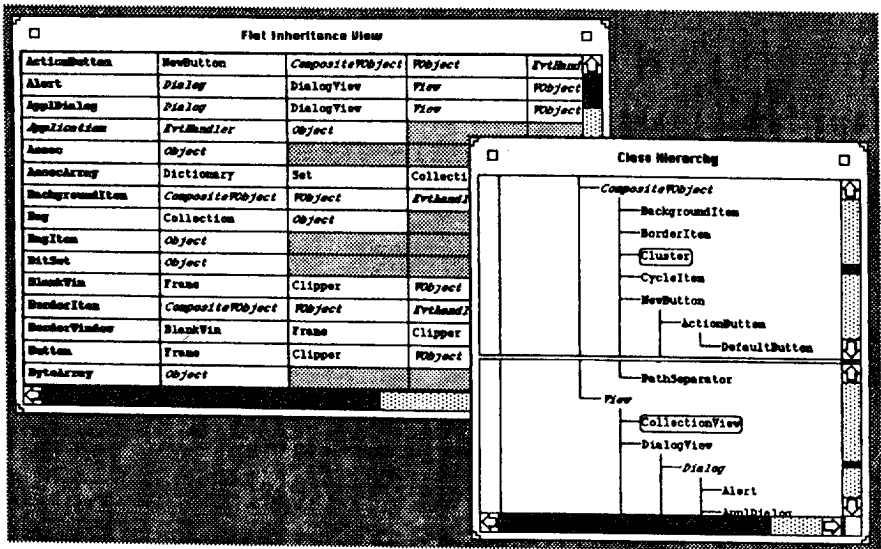 Flat Inheritance View
ActionButton NewButton CompositeVObject VObject EvtHand
Alert Dialog DialogView View VObject
ApplDialog Dialog DialogView View VObject
Application EvtHandler Object
Assoc Object
AssocArray Dictionary Set Collecti
BackgroundItem CompositeVObject VObject EvtHandl
Bag Collection Object
BagItem Object
BitSet Object
BlankWin Frame Clipper VObject
BorderItem CompositeVObject VObject EvtHandl
BorderWindow BlankWin Frame Clipper
Button Frame Clipper VObject
ByteArray Object
Class Hierarchy
CompositeVObject
BackgroundItem
BorderItem
Cluster
CycleItem
NewButton
ActionButton
DefaultButton
PathSeparator
View
CollectionView
DialogView
Dialog
Alert
ApplDialog